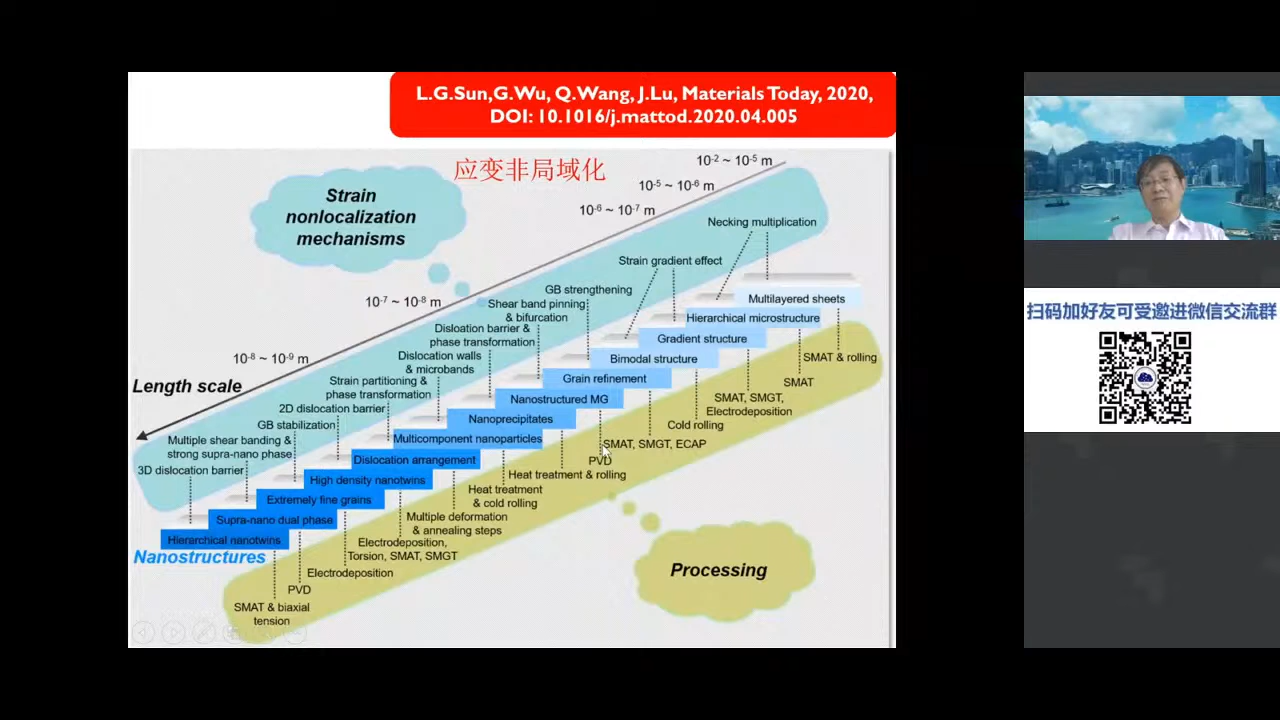 L.G.Sun,G.Wu, Q.Wang, J.Lu, Materials Today, 2020,
DOI: 10.1016/j.mattod.2020.04.005
应变非局域化
Strain
nonlocalization
mechanisms
10-2 ~ 10-5 m
10-5 ~ 10-6 m
10-6 ~ 10-7 m
10-7 ~ 10-8 m
10-8 ~ 10-9 m
Length scale
Necking multiplication
Strain gradient effect
GB strengthening
Shear band pinning
& bifurcation
Disloation barrier &
phase transformation
Dislocation walls
& microbands
Strain partitioning &
phase transformation
2D dislocation barrier
GB stabilization
Multiple shear banding &
strong supra-nano phase
3D dislocation barrier
Multilayered sheets
Hierarchical microstructure
Gradient structure
Bimodal structure
Grain refinement
Nanostructured MG
Nanoprecipitates
Multicomponent nanoparticles
Dislocation arrangement
High density nanotwins
Extremely fine grains
Supra-nano dual phase
Hierarchical nanotwins
Nanostructures
SMAT & rolling
SMAT
SMAT, SMGT,
Electrodeposition
Cold rolling
SMAT, SMGT, ECAP
PVD
Heat treatment & rolling
Heat treatment
& cold rolling
Multiple deformation
& annealing steps
Electrodeposition,
Torsion, SMAT, SMGT
Electrodeposition
PVD
SMAT & biaxial
tension
Processing
扫码加好友可受邀进微信交流群